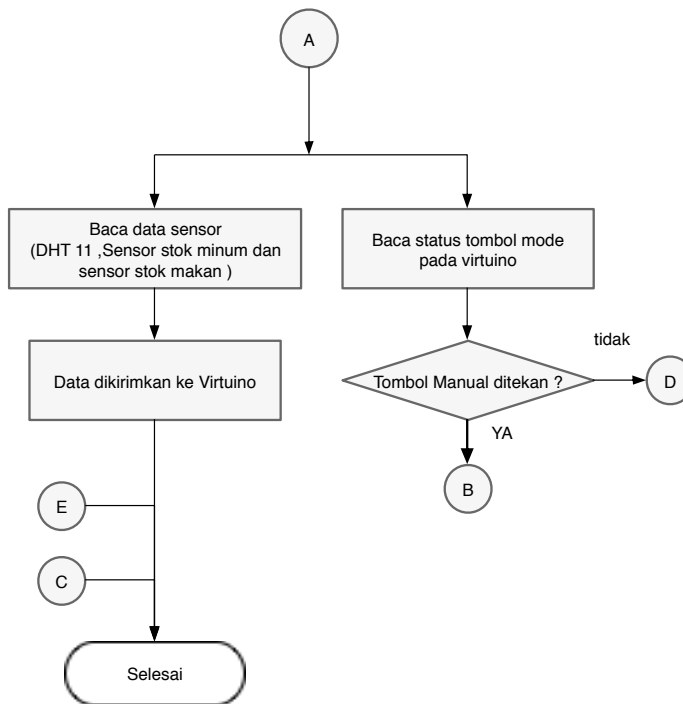 A
Baca data sensor
(DHT 11 ,Sensor stok minum dan
sensor stok makan )
Baca status tombol mode
pada virtuino
Data dikirimkan ke Virtuino
Tombol Manual ditekan ?
tidak
D
YA
B
E
C
Selesai